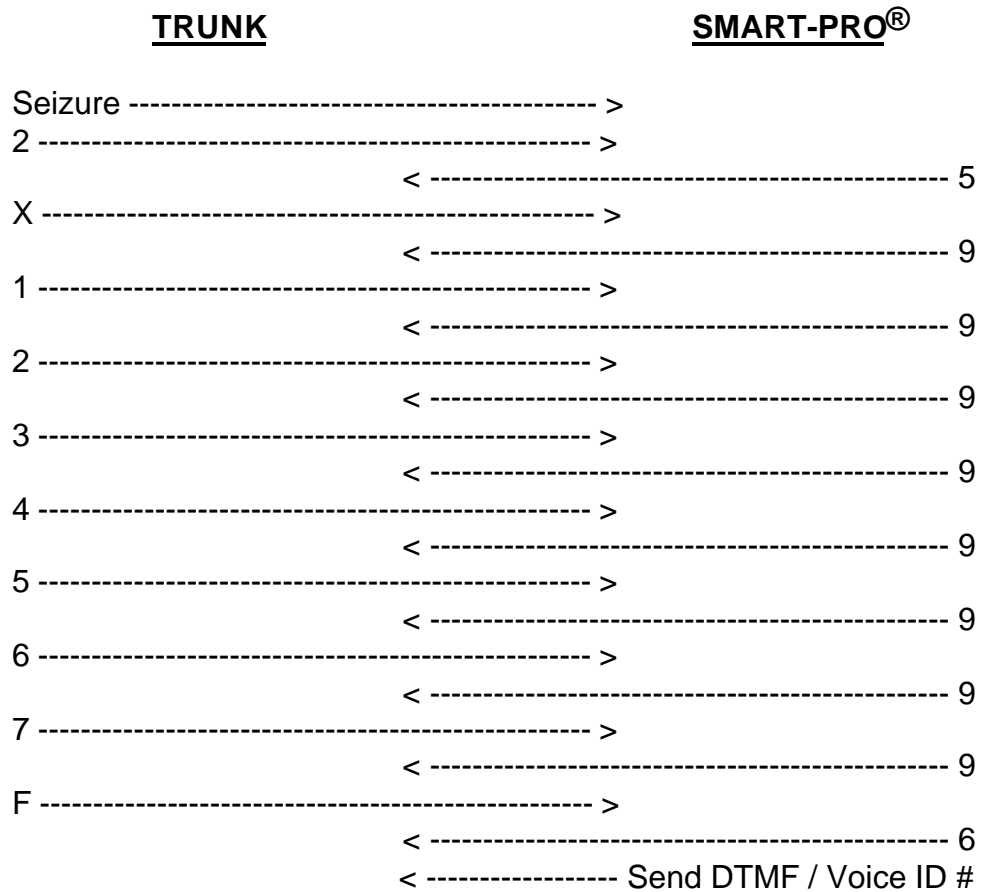 TRUNK SMART-PRO®
Seizure ------------------------------------------- >
2 ---------------------------------------------------- >
< ------------------------------------------------- 5
X ---------------------------------------------------- >
< ------------------------------------------------- 9
1 ---------------------------------------------------- >
< ------------------------------------------------- 9
2 ---------------------------------------------------- >
< ------------------------------------------------- 9
3 ---------------------------------------------------- >
< ------------------------------------------------- 9
4 ---------------------------------------------------- >
< ------------------------------------------------- 9
5 ---------------------------------------------------- >
< ------------------------------------------------- 9
6 ---------------------------------------------------- >
< ------------------------------------------------- 9
7 ---------------------------------------------------- >
< ------------------------------------------------- 9
F ---------------------------------------------------- >
< ------------------------------------------------- 6
< ------------------ Send DTMF / Voice ID #